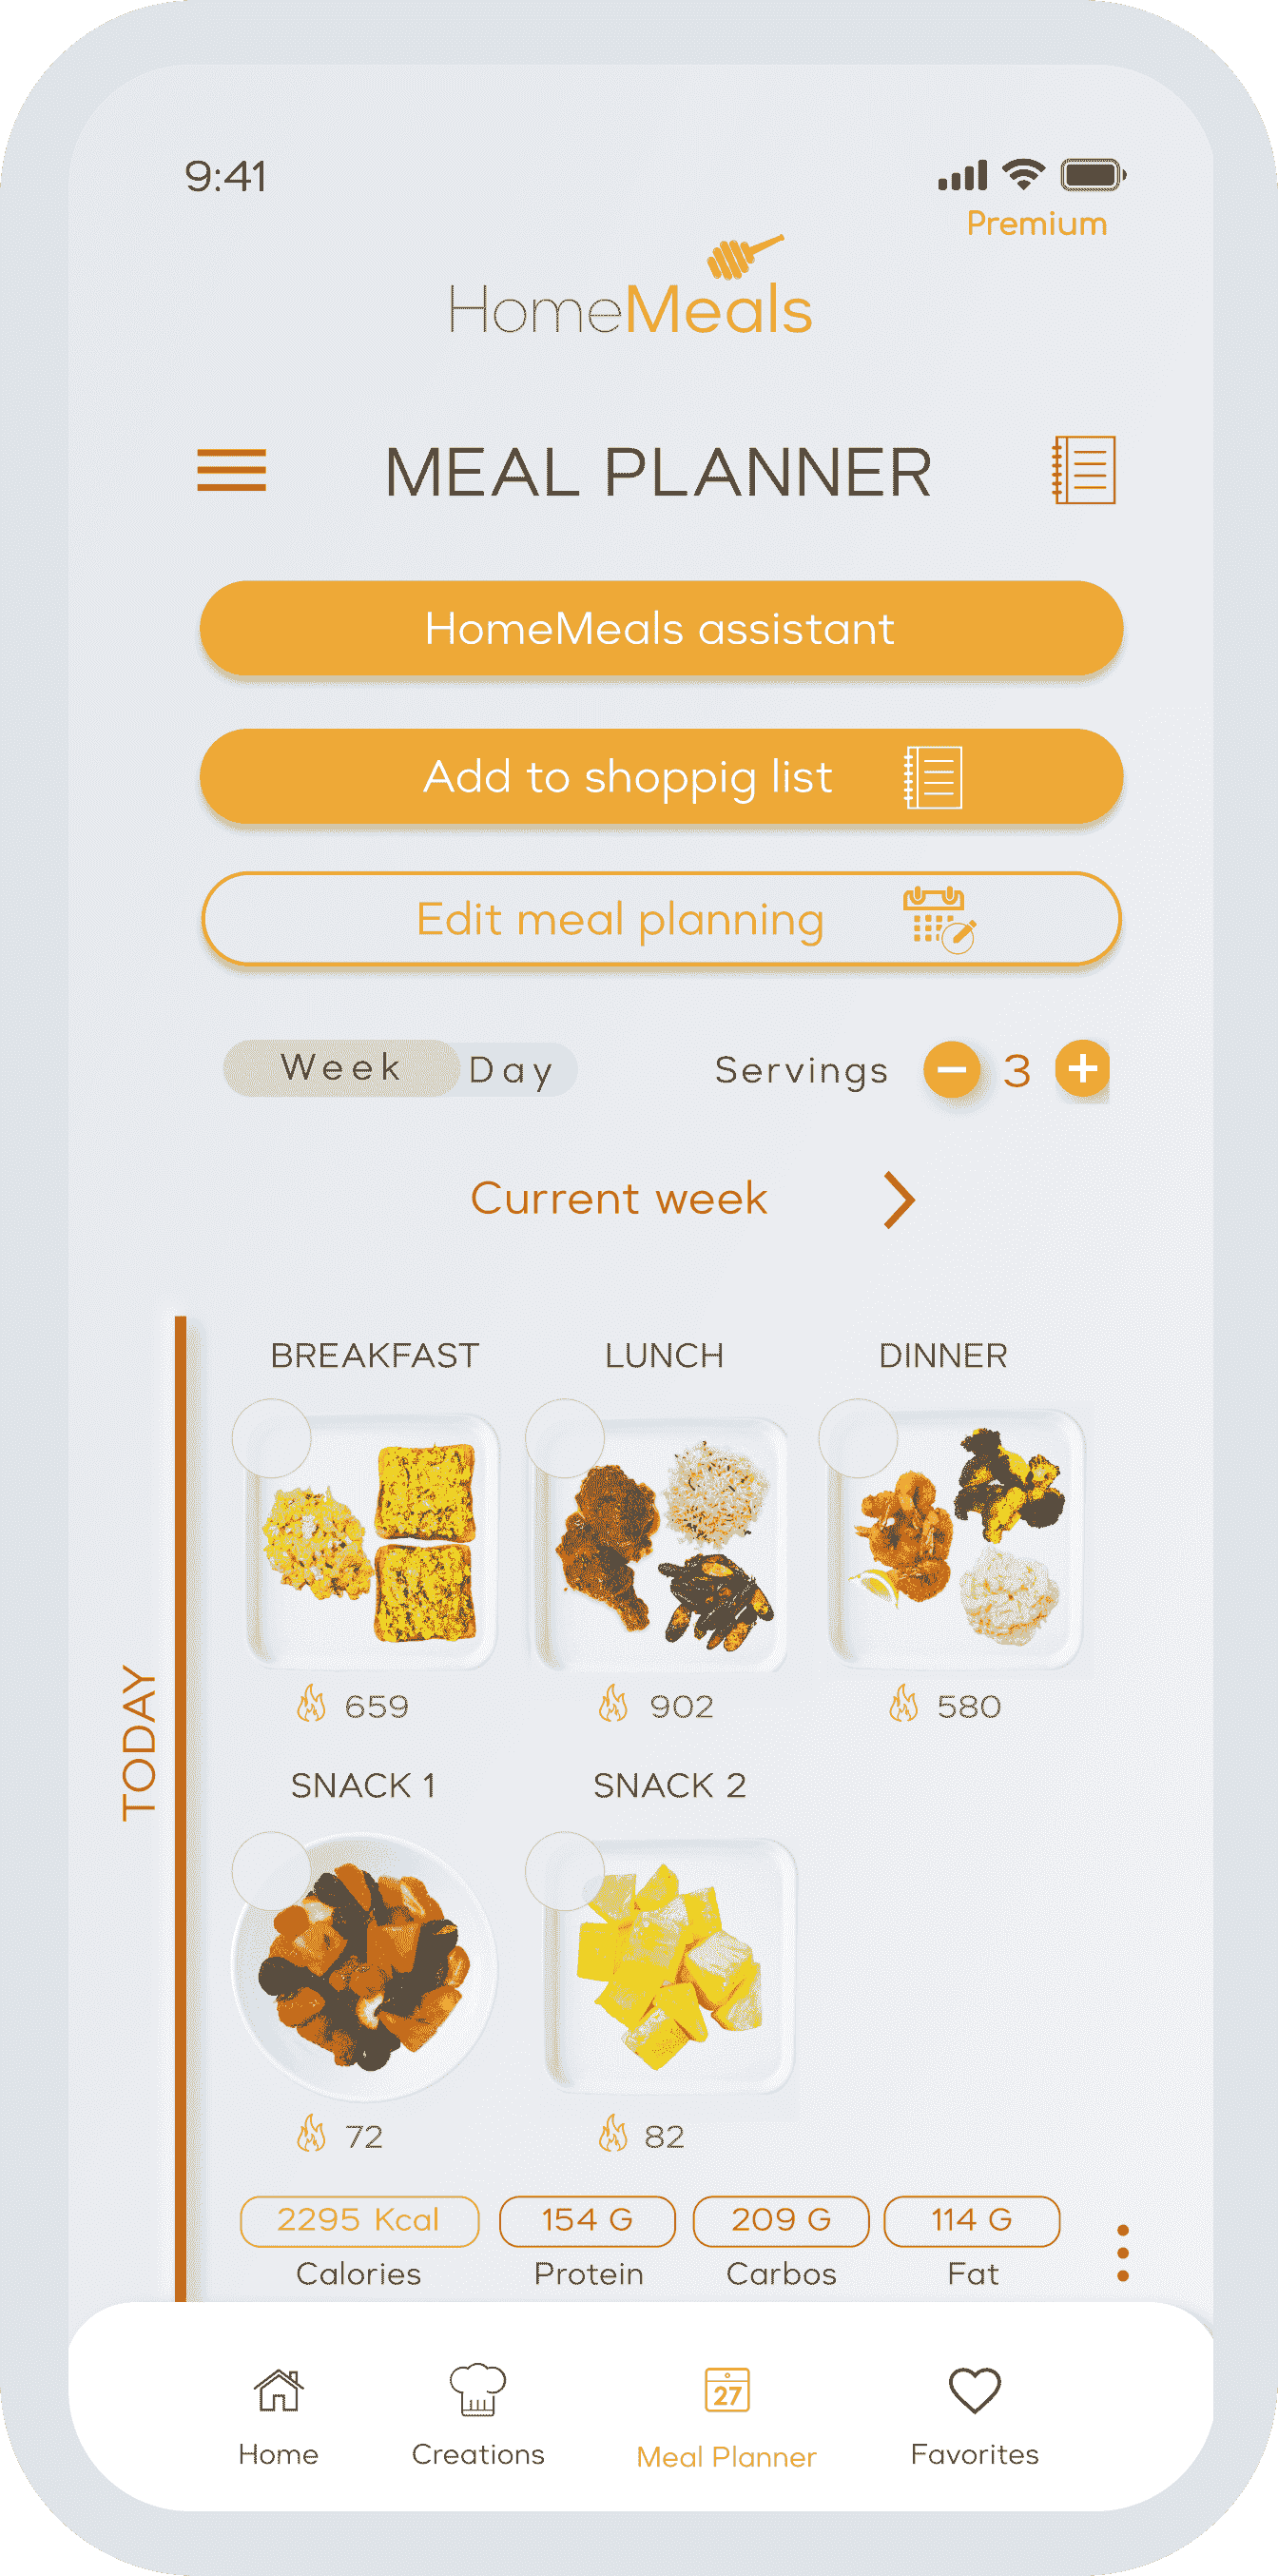 9:41
Premium
HomeMeals
MEAL PLANNER
HomeMeals assistant
Add to shoppig list
Edit meal planning
Week Day Servings 3
Current week
TODAY
BREAKFAST LUNCH DINNER
659 902 580
SNACK 1 SNACK 2
72 82
2295 Kcal 154 G 209 G 114 G
Calories Protein Carbos Fat
27
Home Creations Meal Planner Favorites